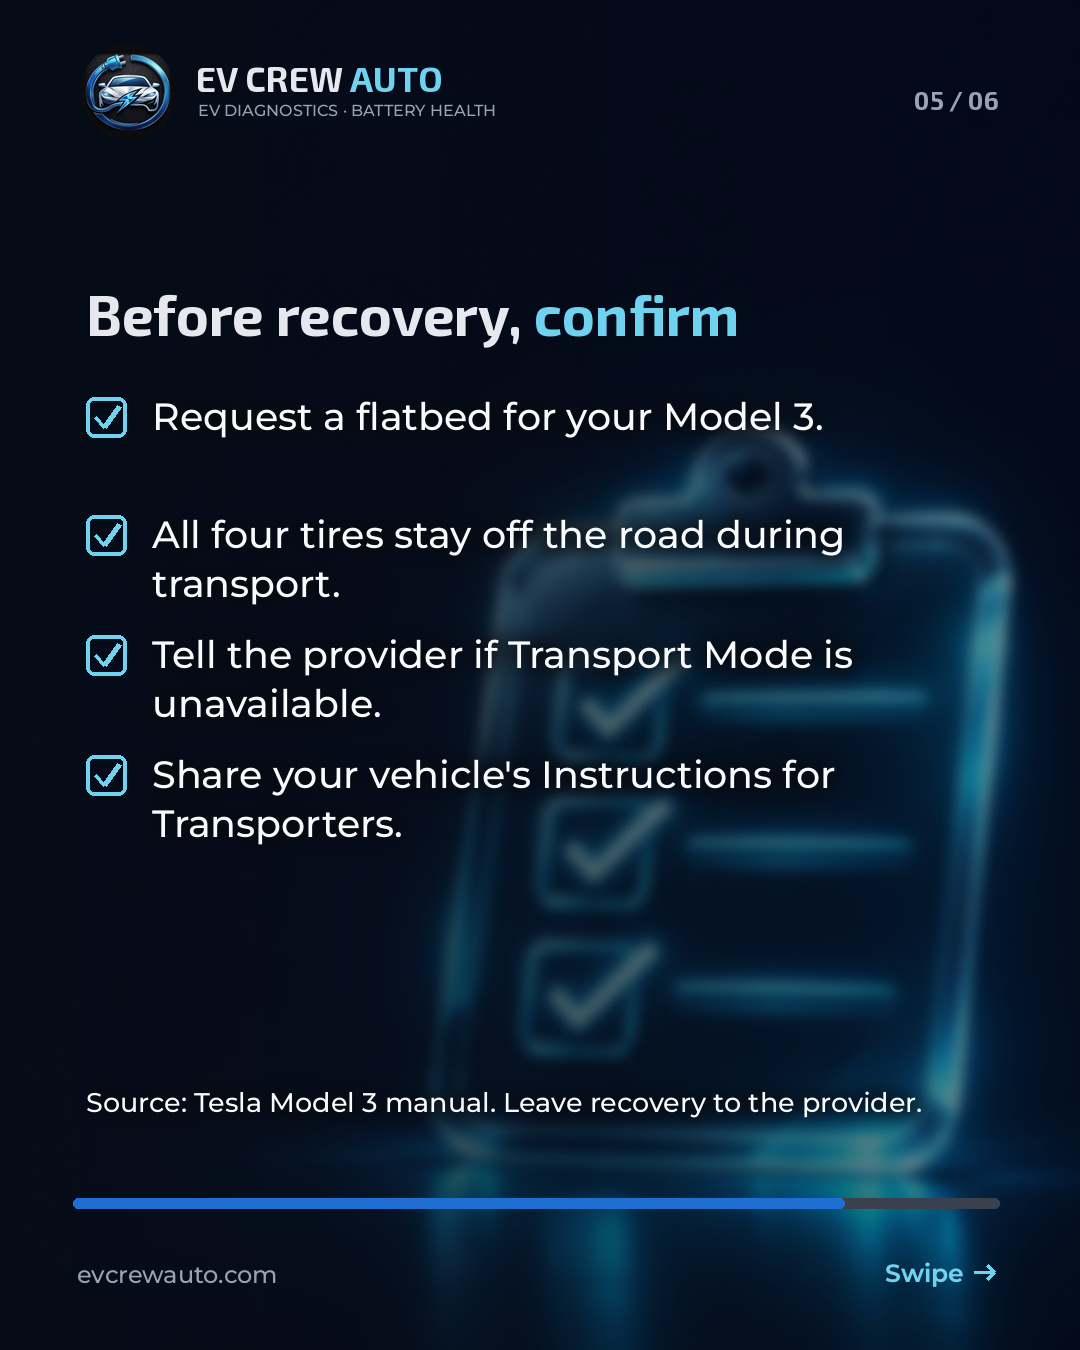 EV CREW AUTO
EV DIAGNOSTICS · BATTERY HEALTH
05 / 06
Before recovery, confirm
Request a flatbed for your Model 3.
All four tires stay off the road during
transport.
Tell the provider if Transport Mode is
unavailable.
Share your vehicle's Instructions for
Transporters.
Source: Tesla Model 3 manual. Leave recovery to the provider.
evcrewauto.com
Swipe →